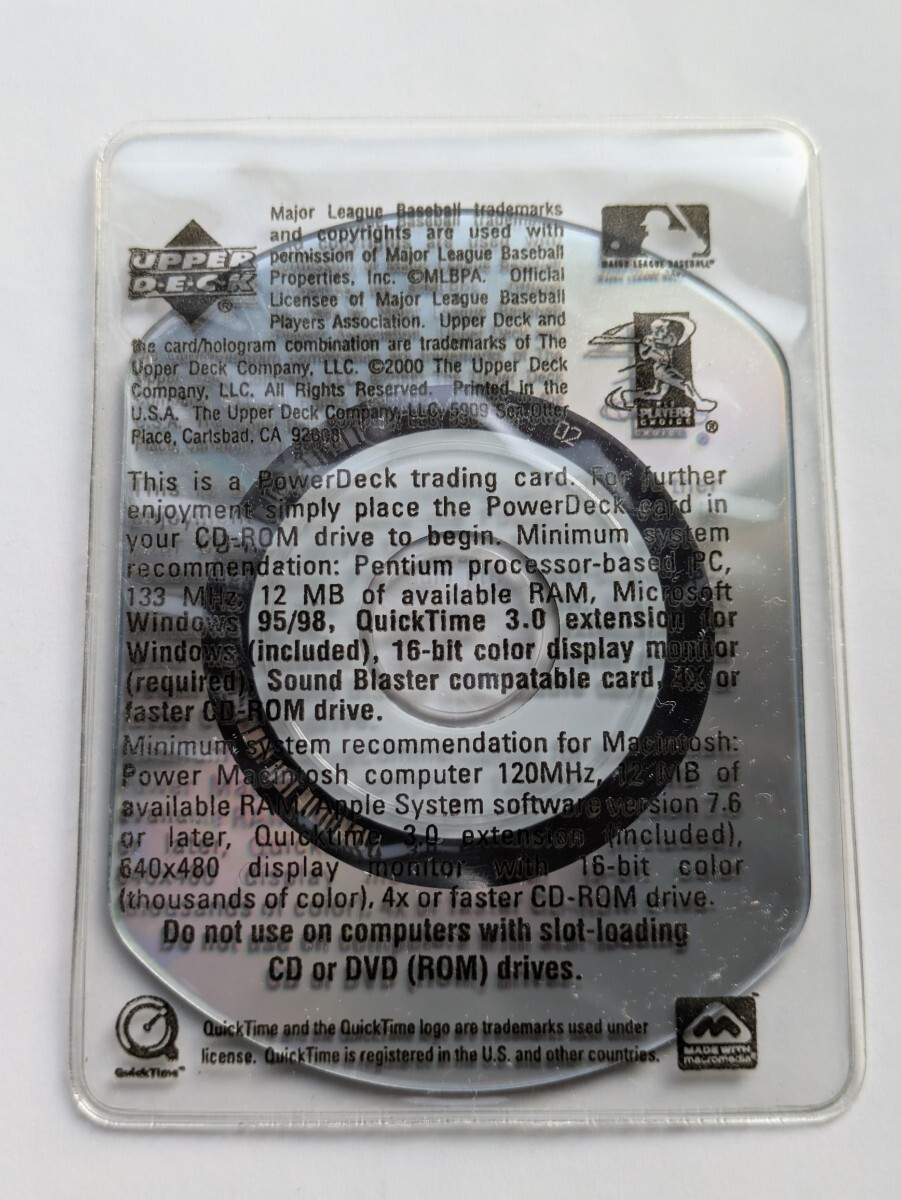 UPPER
DECK
®
Major League Baseball trademarks
and copyrights are used with
permission of Major League Baseball
Properties, Inc. ©MLBPA. Official
Licensee of Major League Baseball
Players Association. Upper Deck and
the card/hologram combination are trademarks of The
Upper Deck Company, LLC. ©2000 The Upper Deck
Company, LLC. All Rights Reserved. Printed in the
U.S.A. The Upper Deck Company, LLC, 5909 Sea Otter
Place, Carlsbad, CA 92008
MAJOR LEAGUE BASEBALL
PLAYERS
CHOICE
®
02
This is a PowerDeck trading card. For further
enjoyment simply place the PowerDeck card in
your CD-ROM drive to begin. Minimum system
recommendation: Pentium processor-based PC,
133 MHz, 12 MB of available RAM, Microsoft
Windows 95/98, QuickTime 3.0 extension for
Windows (included), 16-bit color display monitor
(required), Sound Blaster compatable card, 4X or
faster CD-ROM drive.
Minimum system recommendation for Macintosh:
Power Macintosh computer 120MHz, 12 MB of
available RAM, Apple System software version 7.6
or later, Quicktime 3.0 extension (included),
640x480 display monitor with 16-bit color
(thousands of color), 4x or faster CD-ROM drive.
Do not use on computers with slot-loading
CD or DVD (ROM) drives.
QuickTime™
QuickTime and the QuickTime logo are trademarks used under
license. QuickTime is registered in the U.S. and other countries.
MADE WITH
macromedia®
™